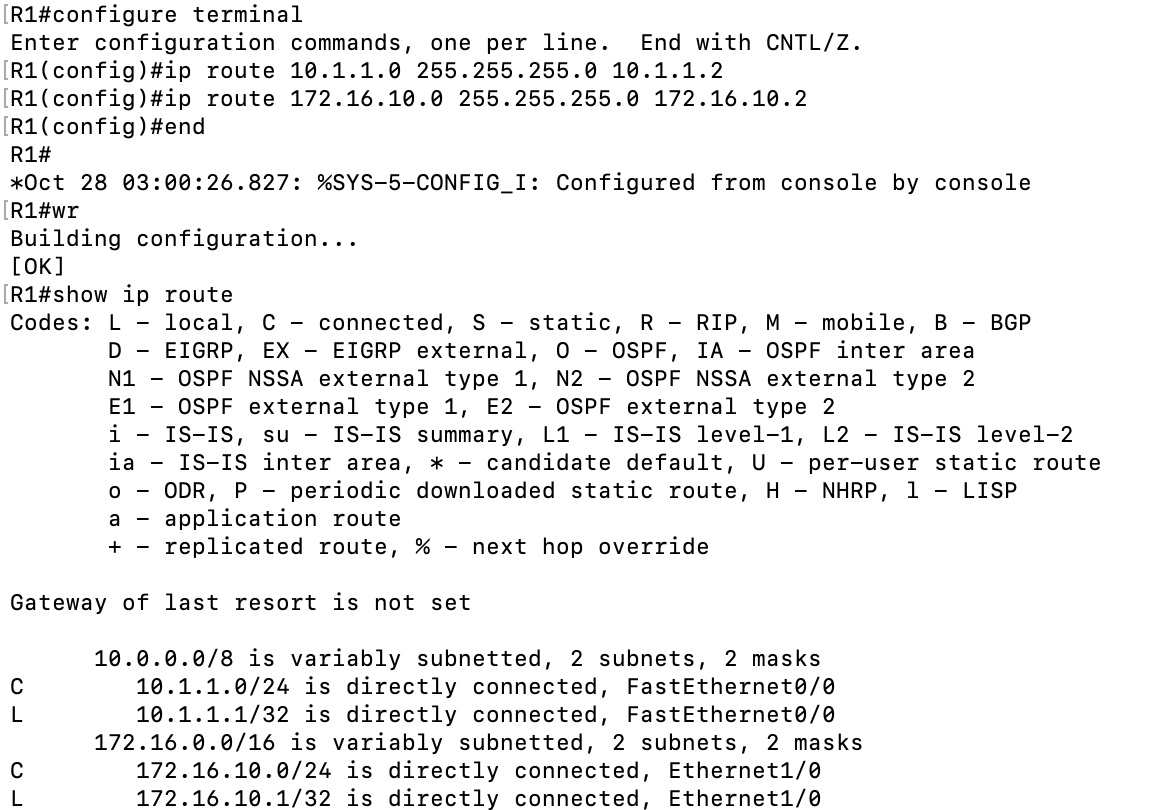 [R1#configure terminal
Enter configuration commands, one per line.  End with CNTL/Z.
[R1(config)#ip route 10.1.1.0 255.255.255.0 10.1.1.2
[R1(config)#ip route 172.16.10.0 255.255.255.0 172.16.10.2
[R1(config)#end
R1#
*Oct 28 03:00:26.827: %SYS-5-CONFIG_I: Configured from console by console
[R1#wr
Building configuration...
[OK]
[R1#show ip route
Codes: L - local, C - connected, S - static, R - RIP, M - mobile, B - BGP
       D - EIGRP, EX - EIGRP external, O - OSPF, IA - OSPF inter area
       N1 - OSPF NSSA external type 1, N2 - OSPF NSSA external type 2
       E1 - OSPF external type 1, E2 - OSPF external type 2
       i - IS-IS, su - IS-IS summary, L1 - IS-IS level-1, L2 - IS-IS level-2
       ia - IS-IS inter area, * - candidate default, U - per-user static route
       o - ODR, P - periodic downloaded static route, H - NHRP, l - LISP
       a - application route
       + - replicated route, % - next hop override

Gateway of last resort is not set

      10.0.0.0/8 is variably subnetted, 2 subnets, 2 masks
C        10.1.1.0/24 is directly connected, FastEthernet0/0
L        10.1.1.1/32 is directly connected, FastEthernet0/0
      172.16.0.0/16 is variably subnetted, 2 subnets, 2 masks
C        172.16.10.0/24 is directly connected, Ethernet1/0
L        172.16.10.1/32 is directly connected, Ethernet1/0